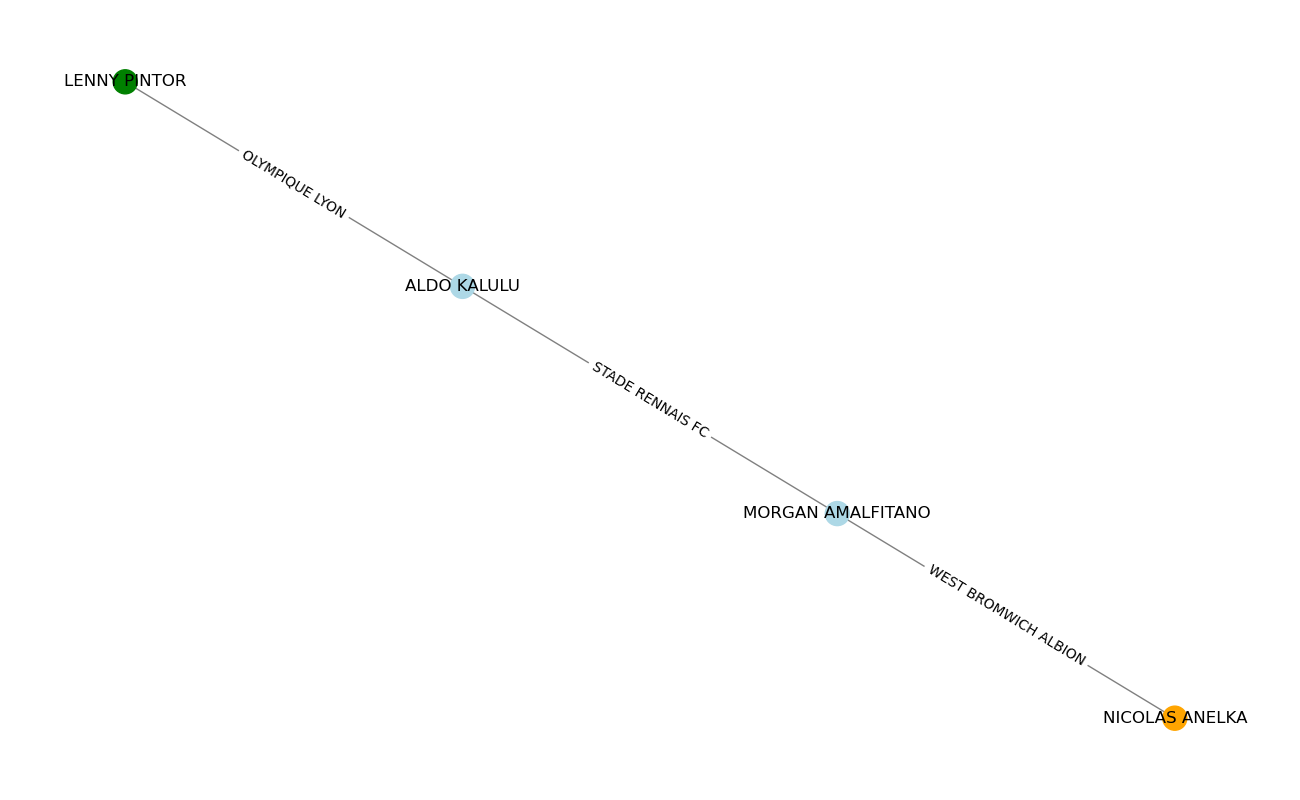 LENNY PINTOR
OLYMPIQUE LYON
ALDO KALULU
STADE RENNAIS FC
MORGAN AMALFITANO
WEST BROMWICH ALBION
NICOLAS ANELKA